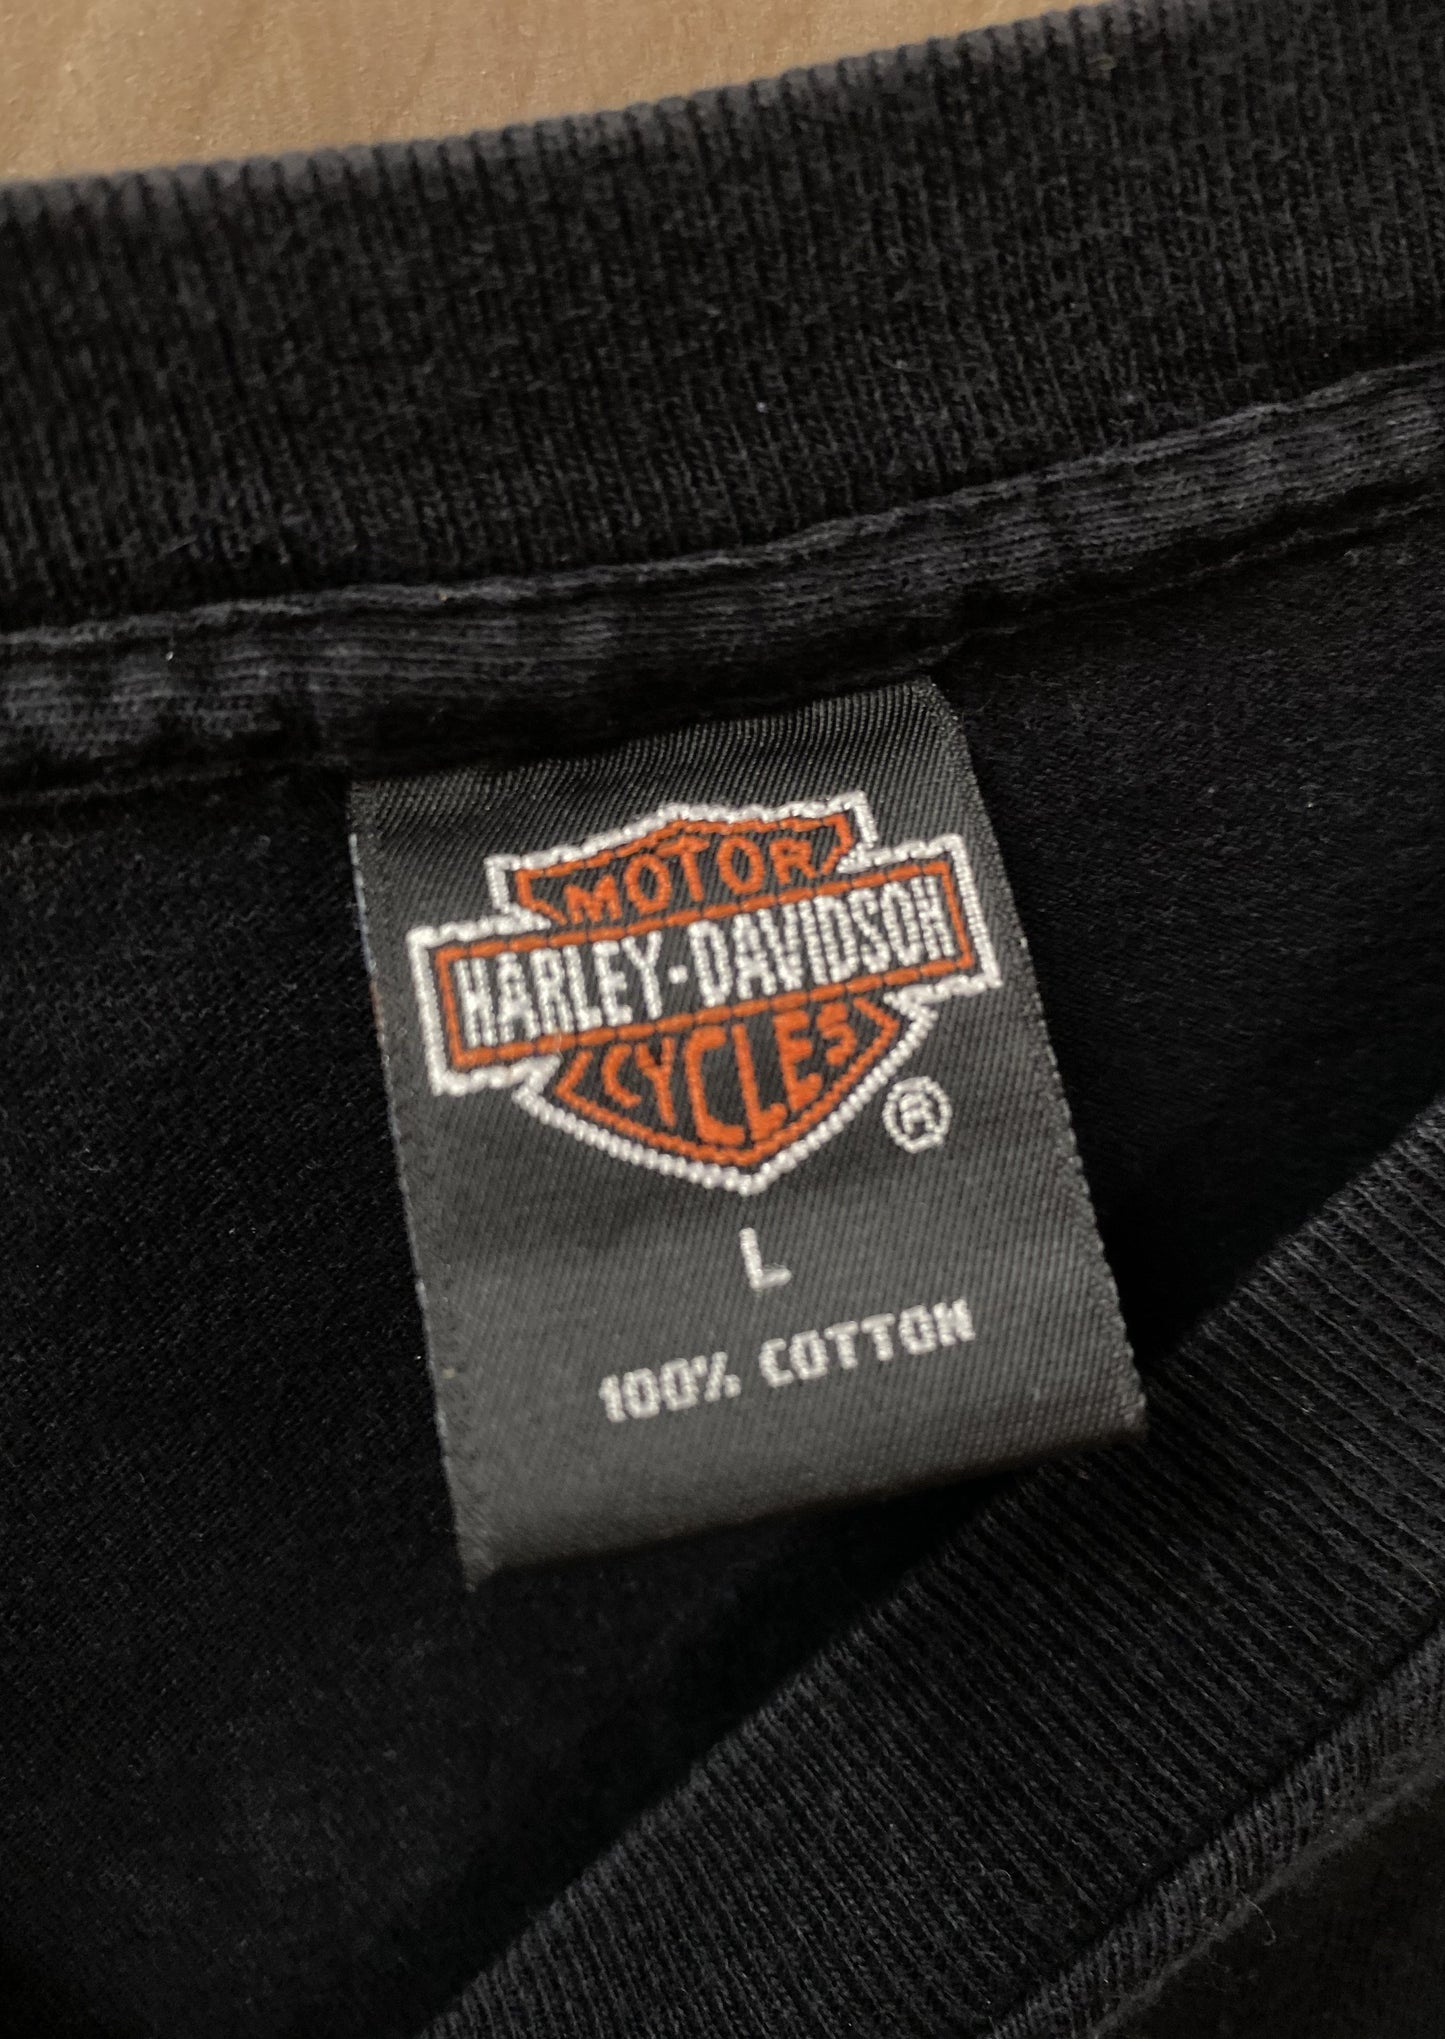 MOTOR
HARLEY-DAVIDSON
CYCLES
®
L
100% COTTON